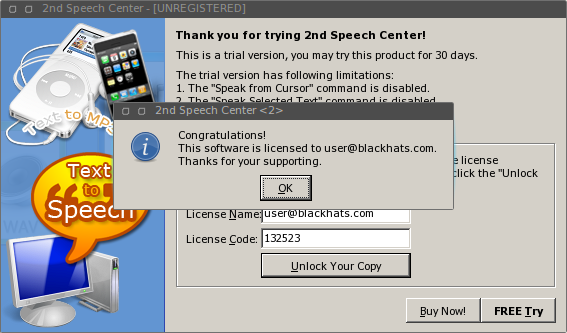 2nd Speech Center - [UNREGISTERED]
Thank you for trying 2nd Speech Center!
This is a trial version, you may try this product for 30 days.
The trial version has following limitations:
1. The "Speak from Cursor" command is disabled.
2. The "Speak Selected Text" command is disabled.
2nd Speech Center <2>
Congratulations!
This software is licensed to user@blackhats.com.
Thanks for your supporting.
OK
e license
click the "Unlock
License Name: user@blackhats.com
License Code: 132523
Unlock Your Copy
Buy Now!
FREE Try
Text to MP3
Text
to
Speech
WAV